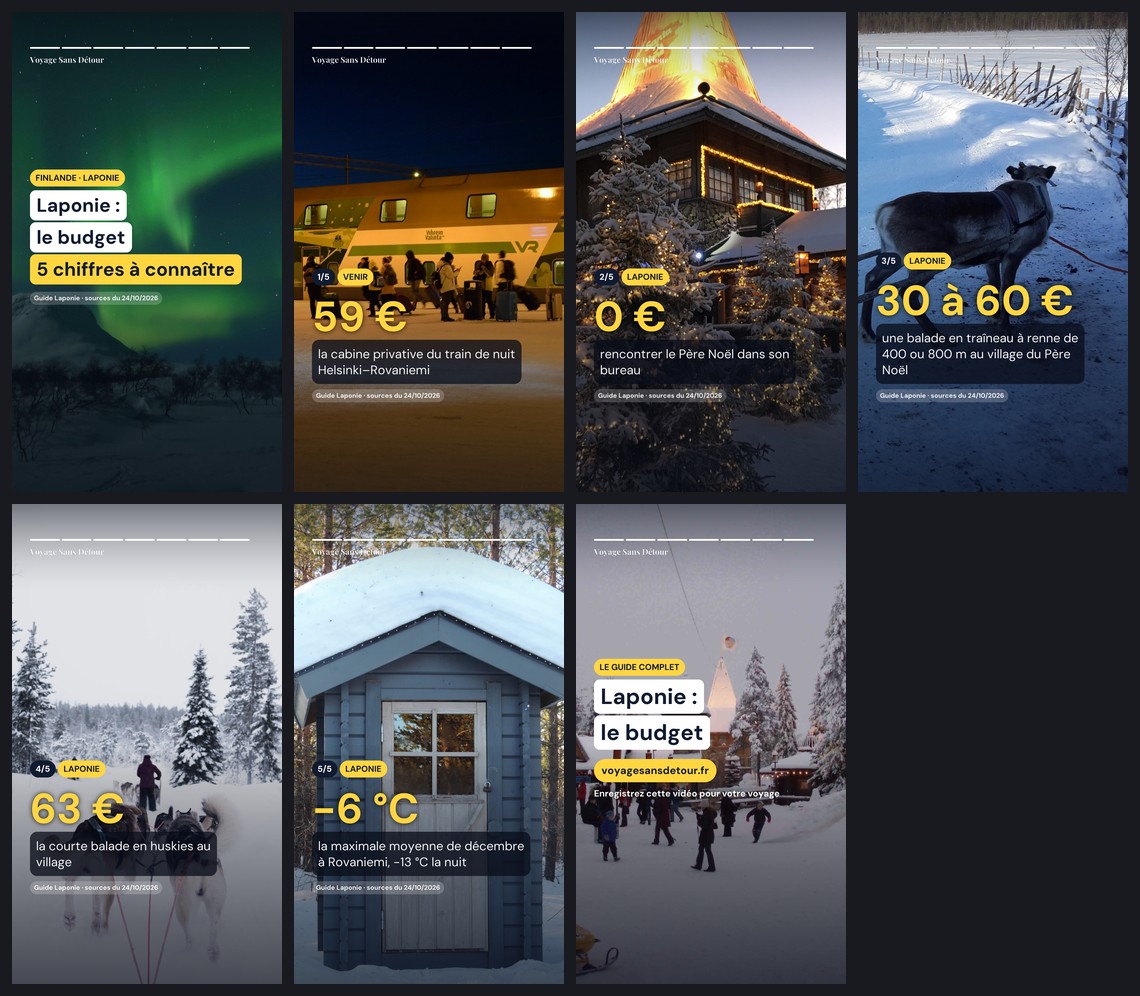 Voyage Sans Détour
FINLANDE · LAPONIE
Laponie :
le budget
5 chiffres à connaître
Guide Laponie · sources du 24/10/2026
Voyage Sans Détour
VR
1/5 VENIR
59 €
la cabine privative du train de nuit
Helsinki–Rovaniemi
Guide Laponie · sources du 24/10/2026
Voyage Sans Détour
2/5 LAPONIE
0 €
rencontrer le Père Noël dans son
bureau
Guide Laponie · sources du 24/10/2026
Voyage Sans Détour
3/5 LAPONIE
30 à 60 €
une balade en traîneau à renne de
400 ou 800 m au village du Père
Noël
Guide Laponie · sources du 24/10/2026
Voyage Sans Détour
4/5 LAPONIE
63 €
la courte balade en huskies au
village
Guide Laponie · sources du 24/10/2026
Voyage Sans Détour
5/5 LAPONIE
−6 °C
la maximale moyenne de décembre
à Rovaniemi, −13 °C la nuit
Guide Laponie · sources du 24/10/2026
Voyage Sans Détour
LE GUIDE COMPLET
Laponie :
le budget
voyagesansdetour.fr
Enregistrez cette vidéo pour votre voyage